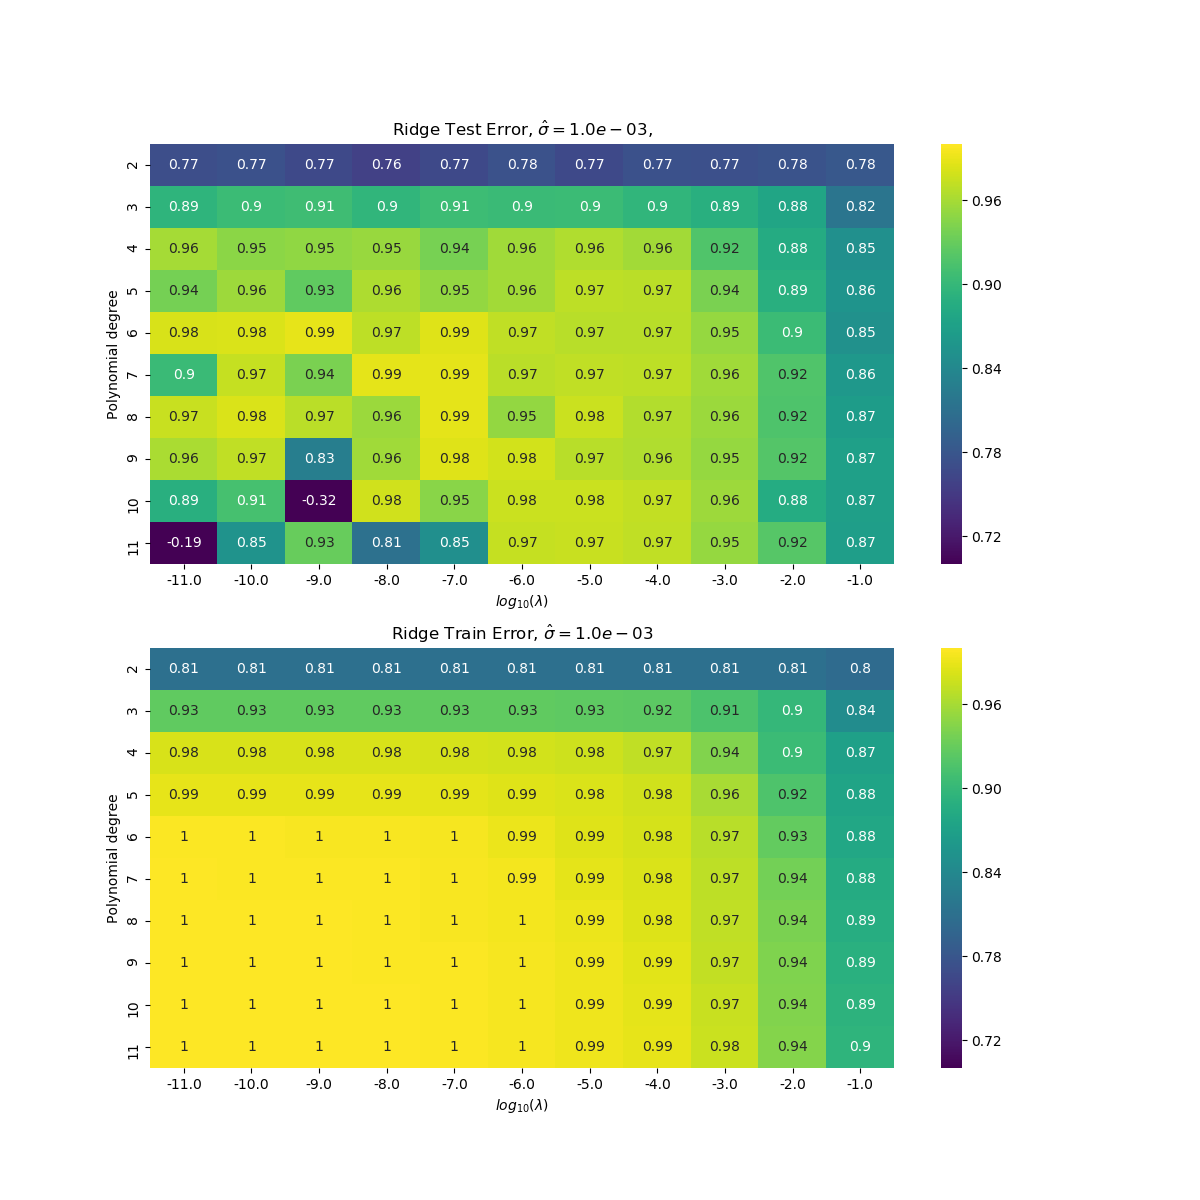 Ridge Test Error, σ̂ = 1.0e − 03,
2 0.77 0.77 0.77 0.76 0.77 0.78 0.77 0.77 0.77 0.78 0.78
3 0.89 0.9 0.91 0.9 0.91 0.9 0.9 0.9 0.89 0.88 0.82
4 0.96 0.95 0.95 0.95 0.94 0.96 0.96 0.96 0.92 0.88 0.85
5 0.94 0.96 0.93 0.96 0.95 0.96 0.97 0.97 0.94 0.89 0.86
6 0.98 0.98 0.99 0.97 0.99 0.97 0.97 0.97 0.95 0.9 0.85
7 0.9 0.97 0.94 0.99 0.99 0.97 0.97 0.97 0.96 0.92 0.86
8 0.97 0.98 0.97 0.96 0.99 0.95 0.98 0.97 0.96 0.92 0.87
9 0.96 0.97 0.83 0.96 0.98 0.98 0.97 0.96 0.95 0.92 0.87
10 0.89 0.91 -0.32 0.98 0.95 0.98 0.98 0.97 0.96 0.88 0.87
11 -0.19 0.85 0.93 0.81 0.85 0.97 0.97 0.97 0.95 0.92 0.87
Polynomial degree
-11.0 -10.0 -9.0 -8.0 -7.0 -6.0 -5.0 -4.0 -3.0 -2.0 -1.0
log₁₀(λ)
0.96
0.90
0.84
0.78
0.72
Ridge Train Error, σ̂ = 1.0e − 03
2 0.81 0.81 0.81 0.81 0.81 0.81 0.81 0.81 0.81 0.81 0.8
3 0.93 0.93 0.93 0.93 0.93 0.93 0.93 0.92 0.91 0.9 0.84
4 0.98 0.98 0.98 0.98 0.98 0.98 0.98 0.97 0.94 0.9 0.87
5 0.99 0.99 0.99 0.99 0.99 0.99 0.98 0.98 0.96 0.92 0.88
6 1 1 1 1 1 0.99 0.99 0.98 0.97 0.93 0.88
7 1 1 1 1 1 0.99 0.99 0.98 0.97 0.94 0.88
8 1 1 1 1 1 1 0.99 0.98 0.97 0.94 0.89
9 1 1 1 1 1 1 0.99 0.99 0.97 0.94 0.89
10 1 1 1 1 1 1 0.99 0.99 0.97 0.94 0.89
11 1 1 1 1 1 1 0.99 0.99 0.98 0.94 0.9
Polynomial degree
-11.0 -10.0 -9.0 -8.0 -7.0 -6.0 -5.0 -4.0 -3.0 -2.0 -1.0
log₁₀(λ)
0.96
0.90
0.84
0.78
0.72